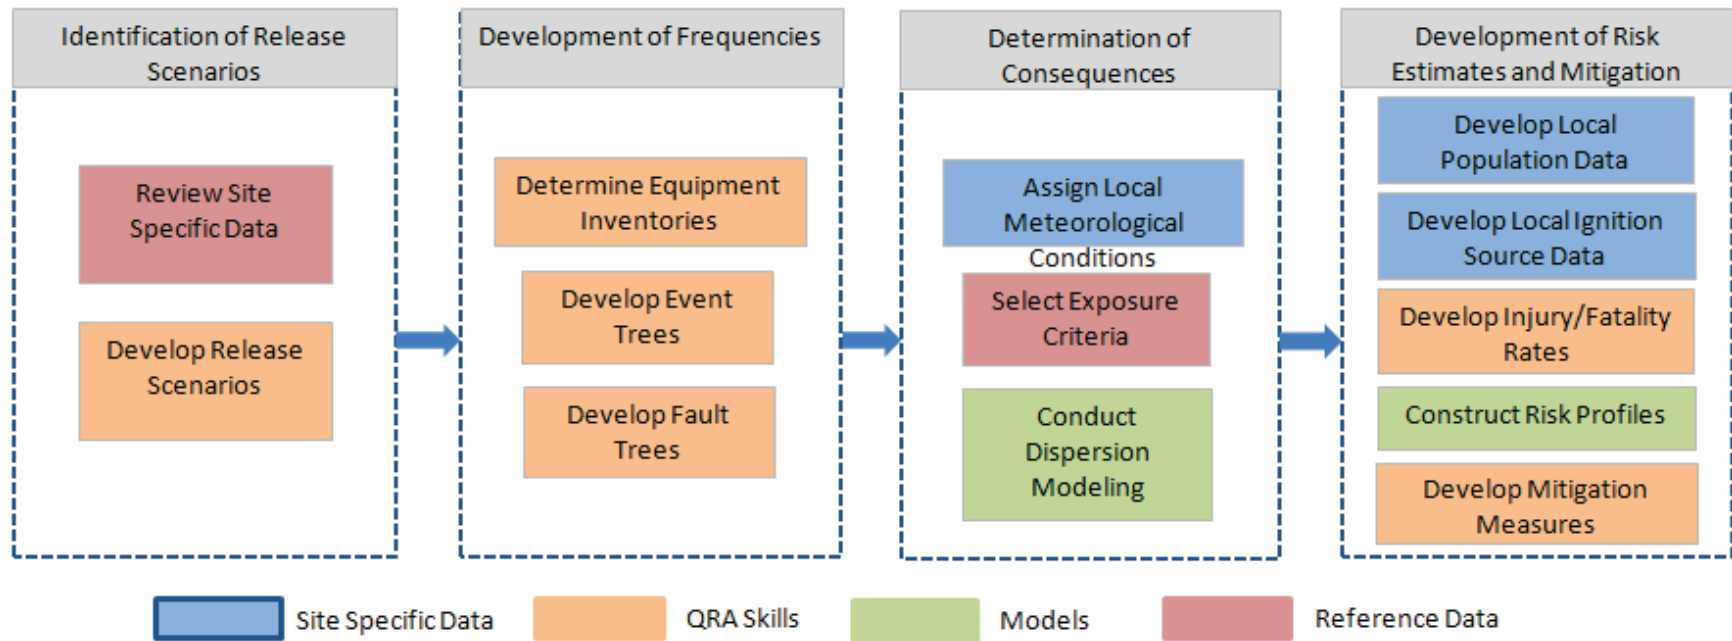 Identification of Release
Scenarios
Review Site
Specific Data
Develop Release
Scenarios
Development of Frequencies
Determine Equipment
Inventories
Develop Event
Trees
Develop Fault
Trees
Determination of
Consequences
Assign Local
Meteorological
Conditions
Select Exposure
Criteria
Conduct
Dispersion
Modeling
Development of Risk
Estimates and Mitigation
Develop Local
Population Data
Develop Local Ignition
Source Data
Develop Injury/Fatality
Rates
Construct Risk Profiles
Develop Mitigation
Measures
Site Specific Data
QRA Skills
Models
Reference Data